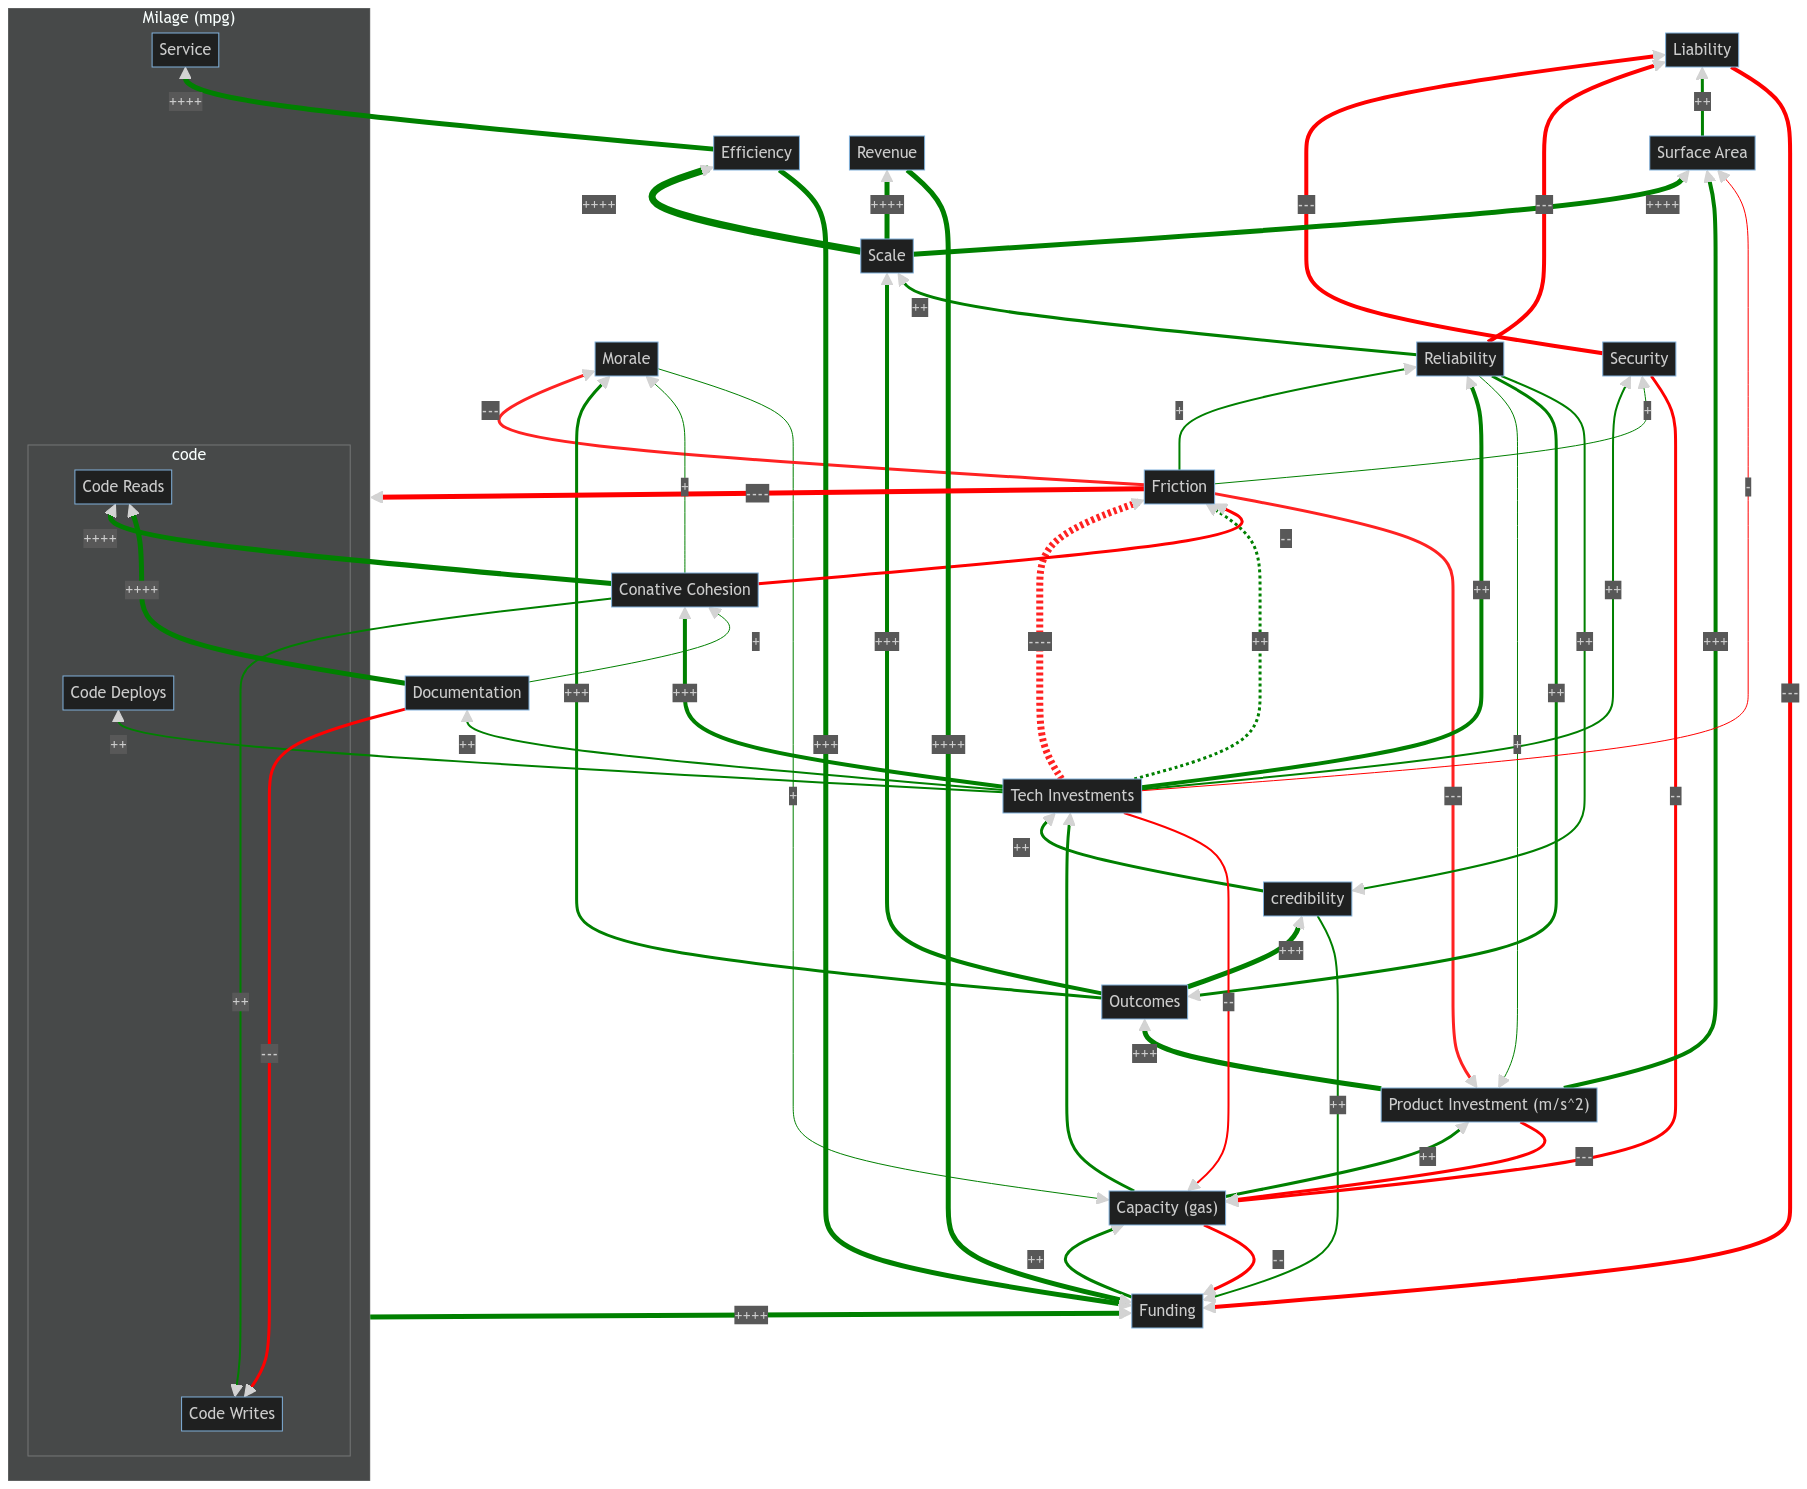 Milage (mpg)
Service
Liability
++++
++
Efficiency
Revenue
Surface Area
++++
++++
---
---
++++
Scale
++
Morale
Reliability
Security
---
+
+
code
Code Reads
+
----
Friction
-
++++
--
++++
Conative Cohesion
++
++
+
+++
----
++
++
+++
Code Deploys
Documentation
+++
+++
++
---
++
++
+++
++++
+
+
Tech Investments
---
--
++
credibility
+++
++
Outcomes
--
---
+++
Product Investment (m/s^2)
++
++
---
Capacity (gas)
++
--
++++
Funding
Code Writes